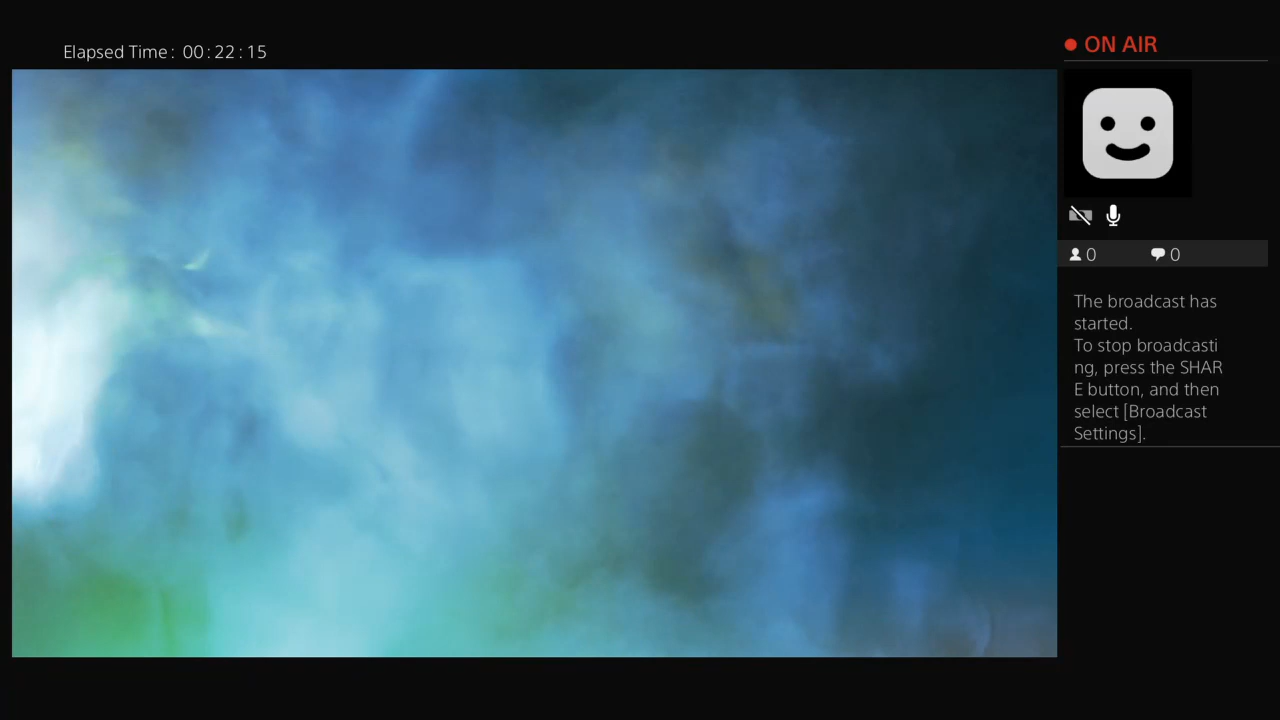 Elapsed Time: 00:22:15
ON AIR
0 0
The broadcast has
started.
To stop broadcasti
ng, press the SHAR
E button, and then
select [Broadcast
Settings].